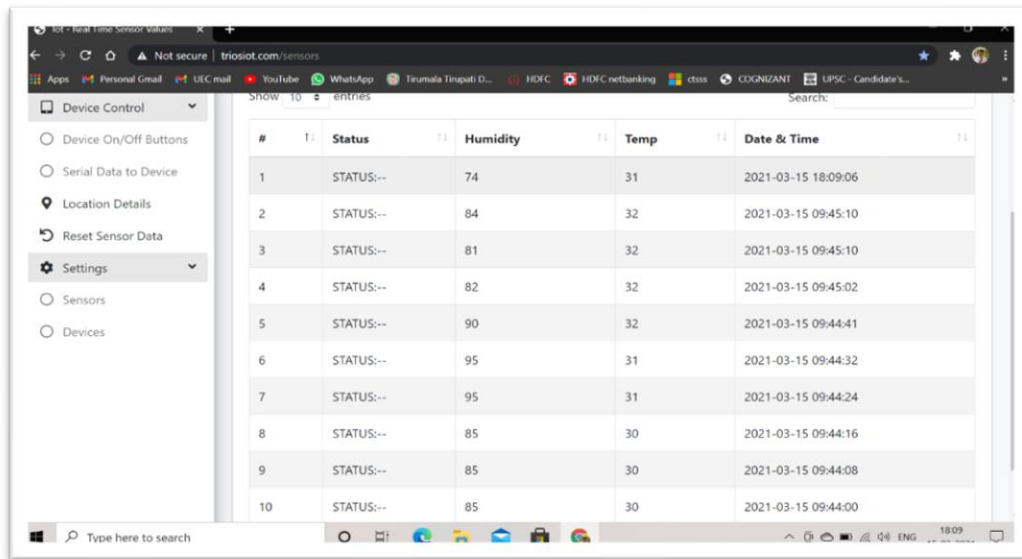 Iot - Real Time Sensor Values
Not secure | triosiot.com/sensors
Apps Personal Gmail UEC mail YouTube WhatsApp Tirumala Tirupati D... HDFC HDFC netbanking ctsss COGNIZANT UPSC - Candidate's... »
Device Control
Device On/Off Buttons
Serial Data to Device
Location Details
Reset Sensor Data
Settings
Sensors
Devices
Show 10 entries Search:
# Status Humidity Temp Date & Time
1 STATUS:-- 74 31 2021-03-15 18:09:06
2 STATUS:-- 84 32 2021-03-15 09:45:10
3 STATUS:-- 81 32 2021-03-15 09:45:10
4 STATUS:-- 82 32 2021-03-15 09:45:02
5 STATUS:-- 90 32 2021-03-15 09:44:41
6 STATUS:-- 95 31 2021-03-15 09:44:32
7 STATUS:-- 95 31 2021-03-15 09:44:24
8 STATUS:-- 85 30 2021-03-15 09:44:16
9 STATUS:-- 85 30 2021-03-15 09:44:08
10 STATUS:-- 85 30 2021-03-15 09:44:00
Type here to search ENG 18:09